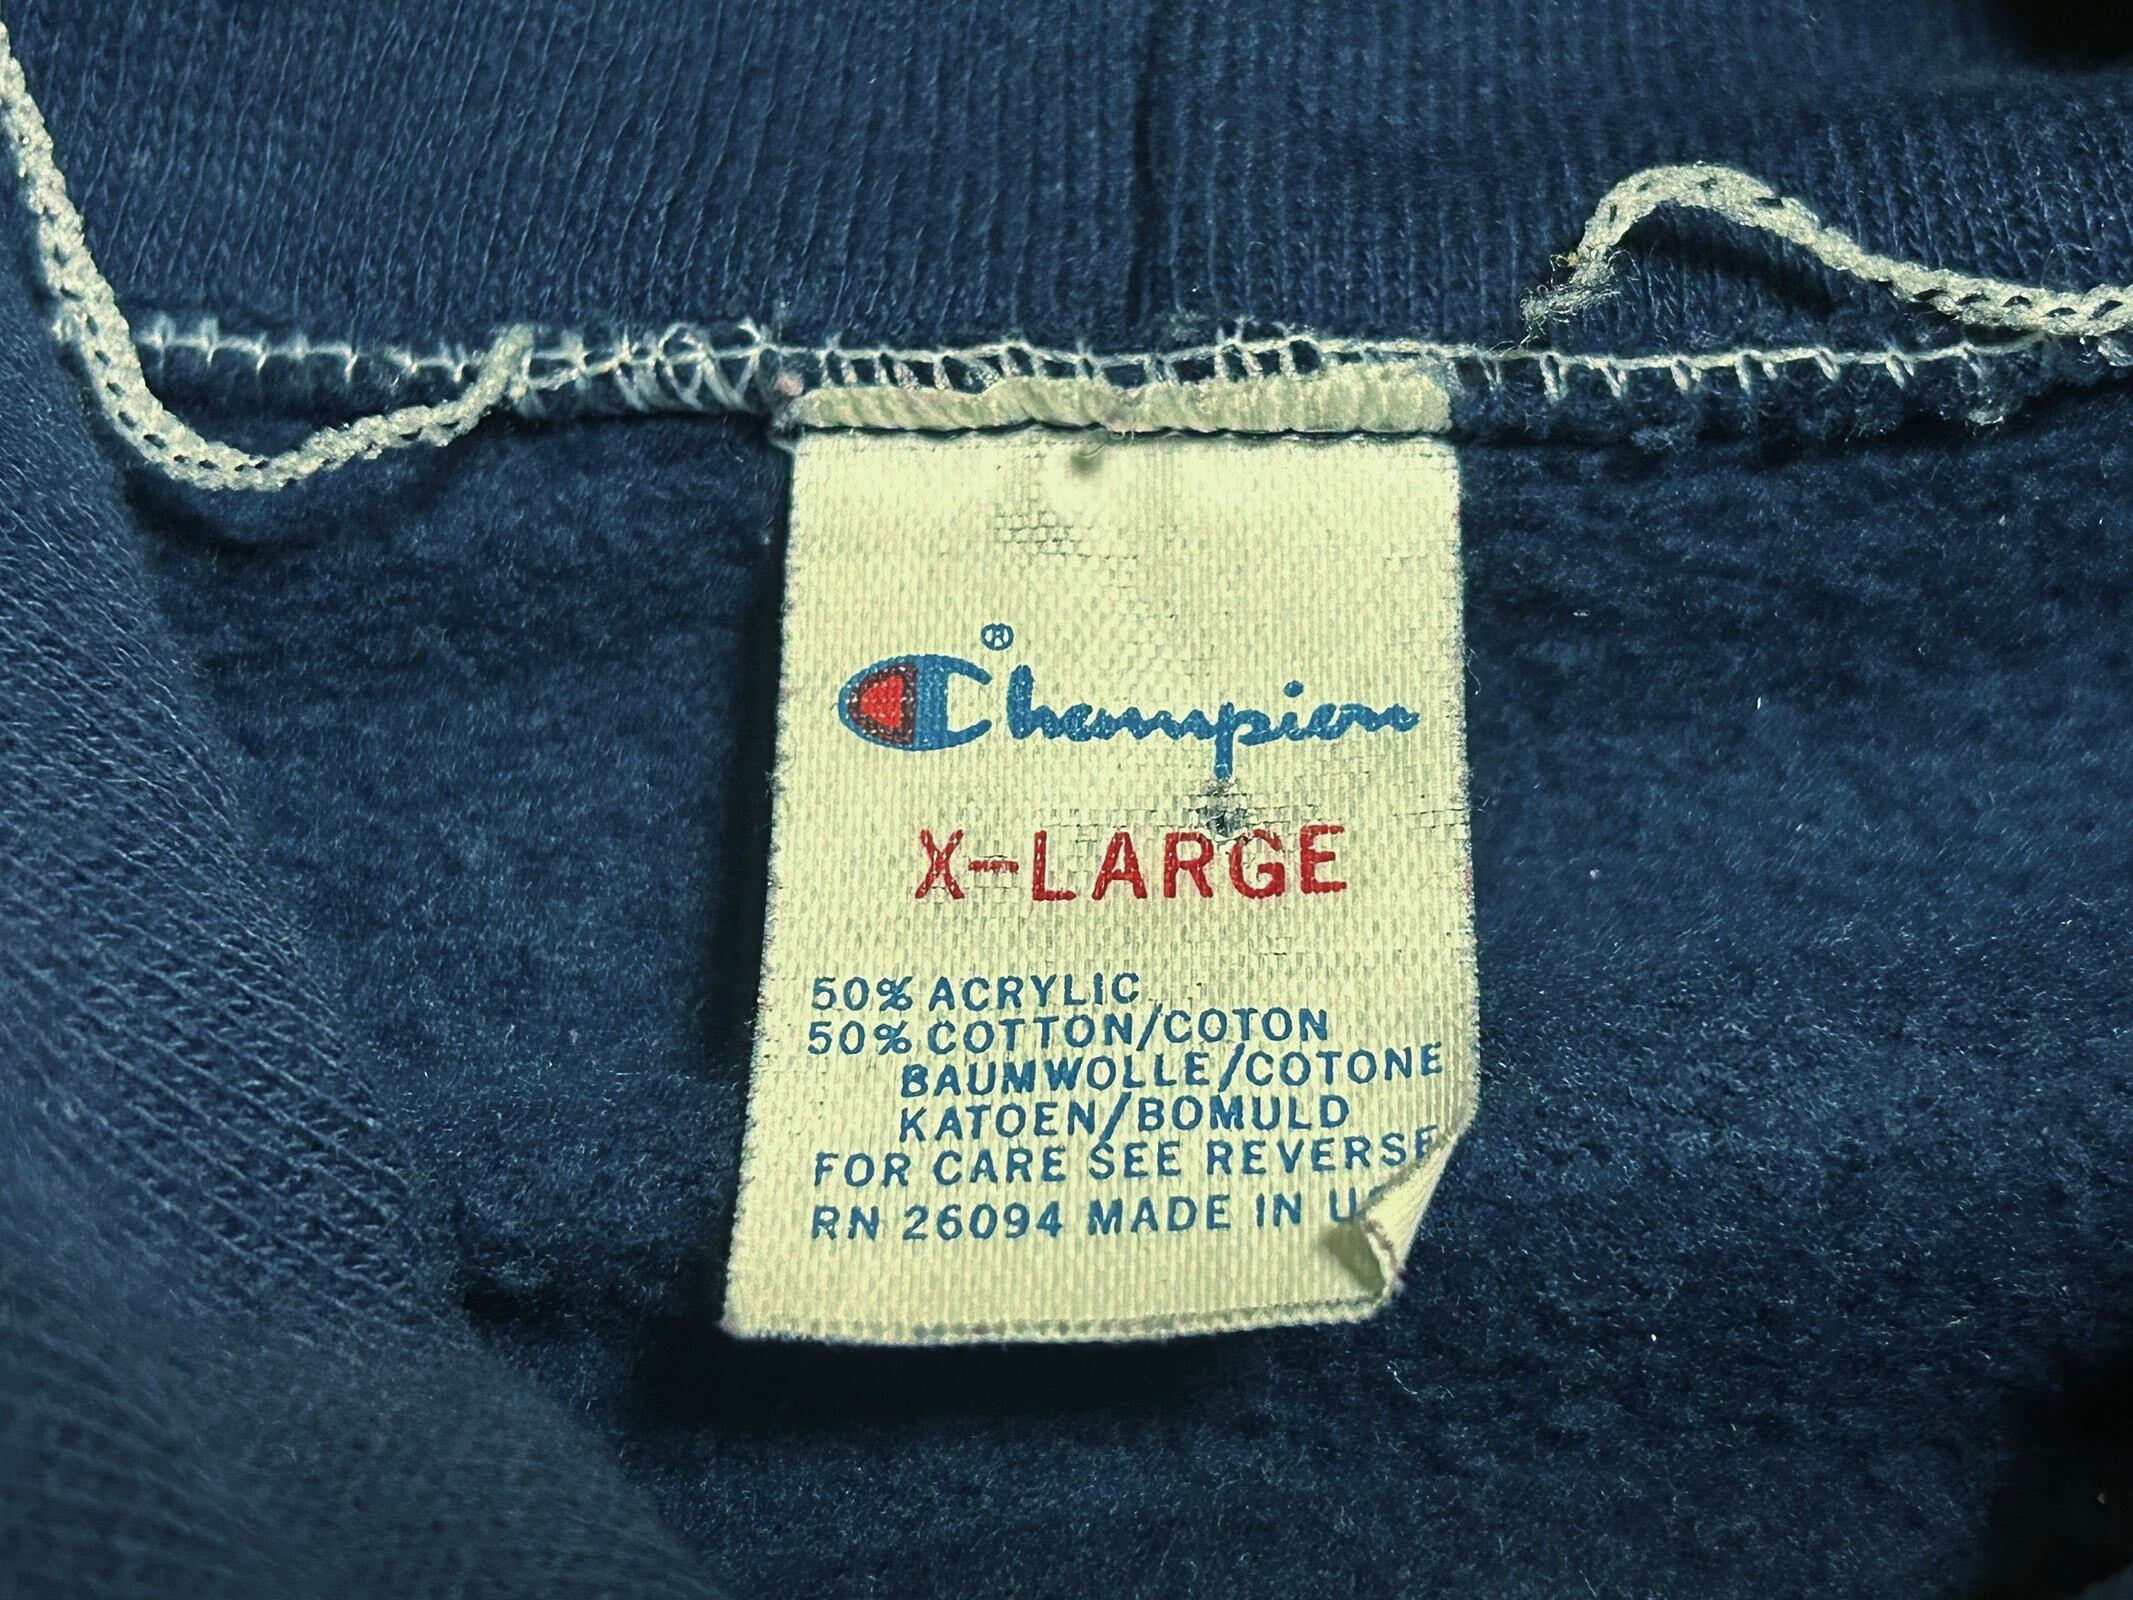 Champion®
X-LARGE
50% ACRYLIC
50% COTTON/COTON
BAUMWOLLE/COTONE
KATOEN/BOMULD
FOR CARE SEE REVERSE
RN 26094 MADE IN